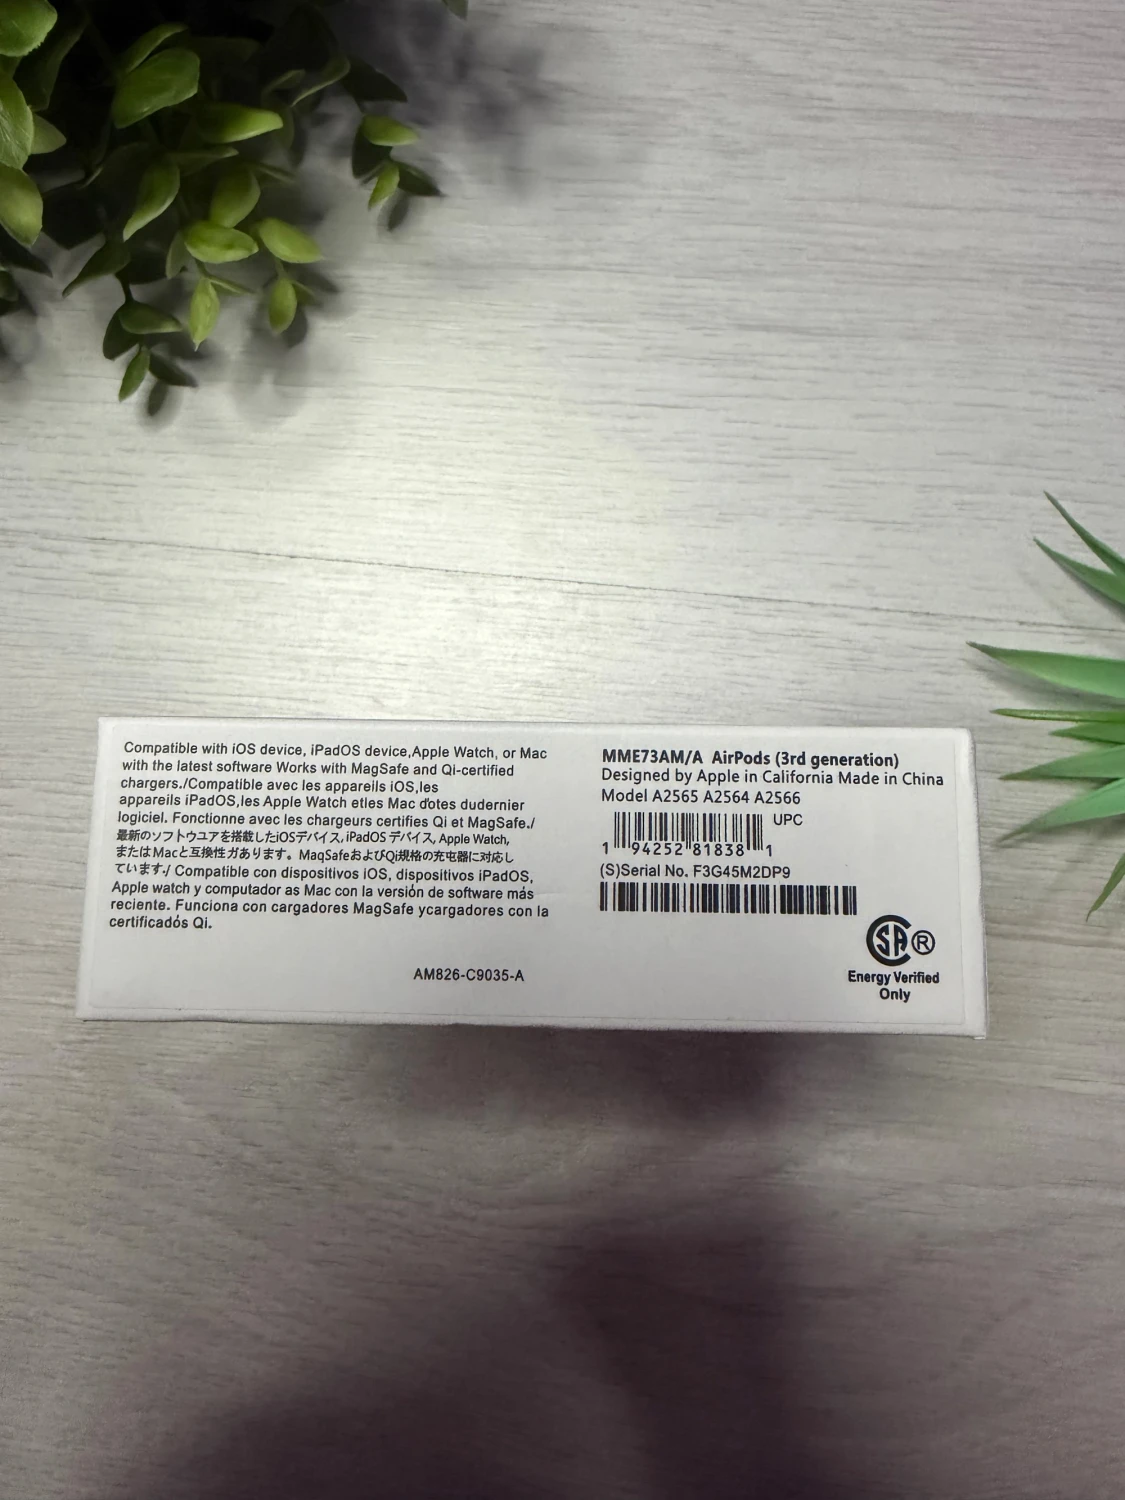 Compatible with iOS device, iPadOS device,Apple Watch, or Mac
with the latest software Works with MagSafe and Qi-certified
chargers./Compatible avec les appareils iOS,les
appareils iPadOS,les Apple Watch etles Mac dotes dudernier
logiciel. Fonctionne avec les chargeurs certifies Qi et MagSafe./
最新のソフトウユアを搭載したiOSデバイス, iPadOS デバイス, Apple Watch,
またはMacと互換性ガあります。MaqSafeおよびQi規格の充电器に対応し
ています./ Compatible con dispositivos iOS, dispositivos iPadOS,
Apple watch y computador as Mac con la versión de software más
reciente. Funciona con cargadores MagSafe ycargadores con la
certificadós Qi.
AM826-C9035-A
MME73AM/A AirPods (3rd generation)
Designed by Apple in California Made in China
Model A2565 A2564 A2566
UPC
1 94252 81838 1
(S)Serial No. F3G45M2DP9
SA ®
Energy Verified
Only